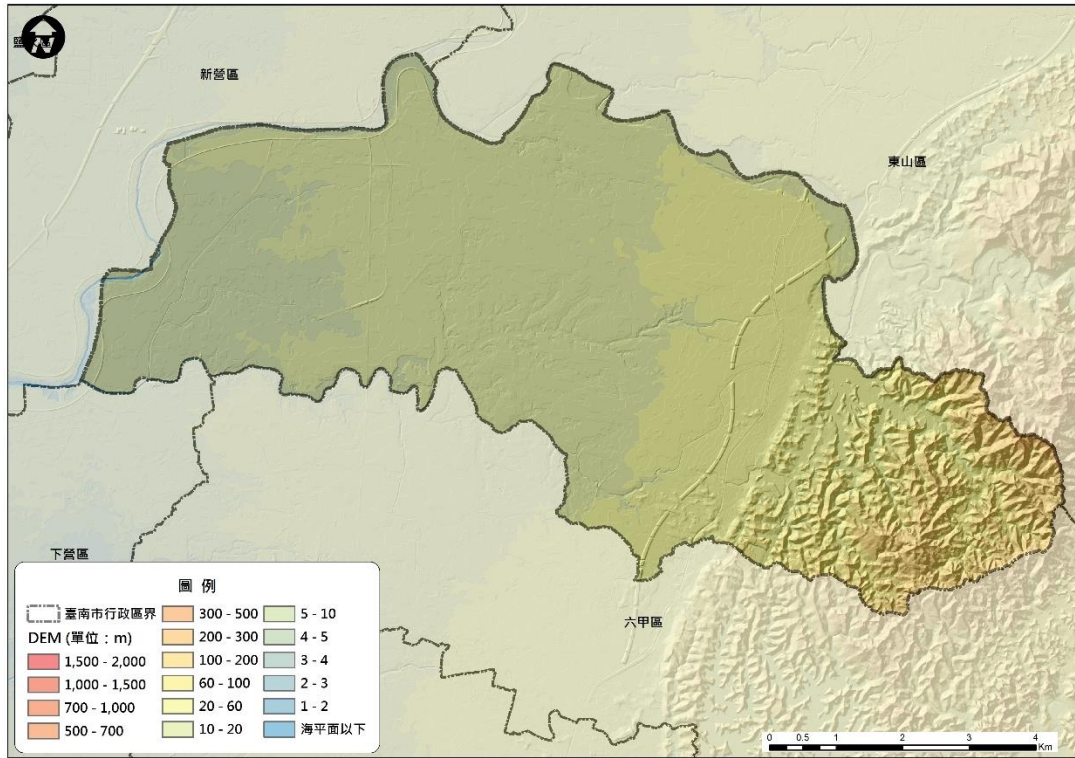 新營區
東山區
下營區
六甲區
圖 例
臺南市行政區界
DEM (單位：m)
1,500 - 2,000
1,000 - 1,500
700 - 1,000
500 - 700
300 - 500
200 - 300
100 - 200
60 - 100
20 - 60
10 - 20
5 - 10
4 - 5
3 - 4
2 - 3
1 - 2
海平面以下
0 0.5 1 2 3 4
Km